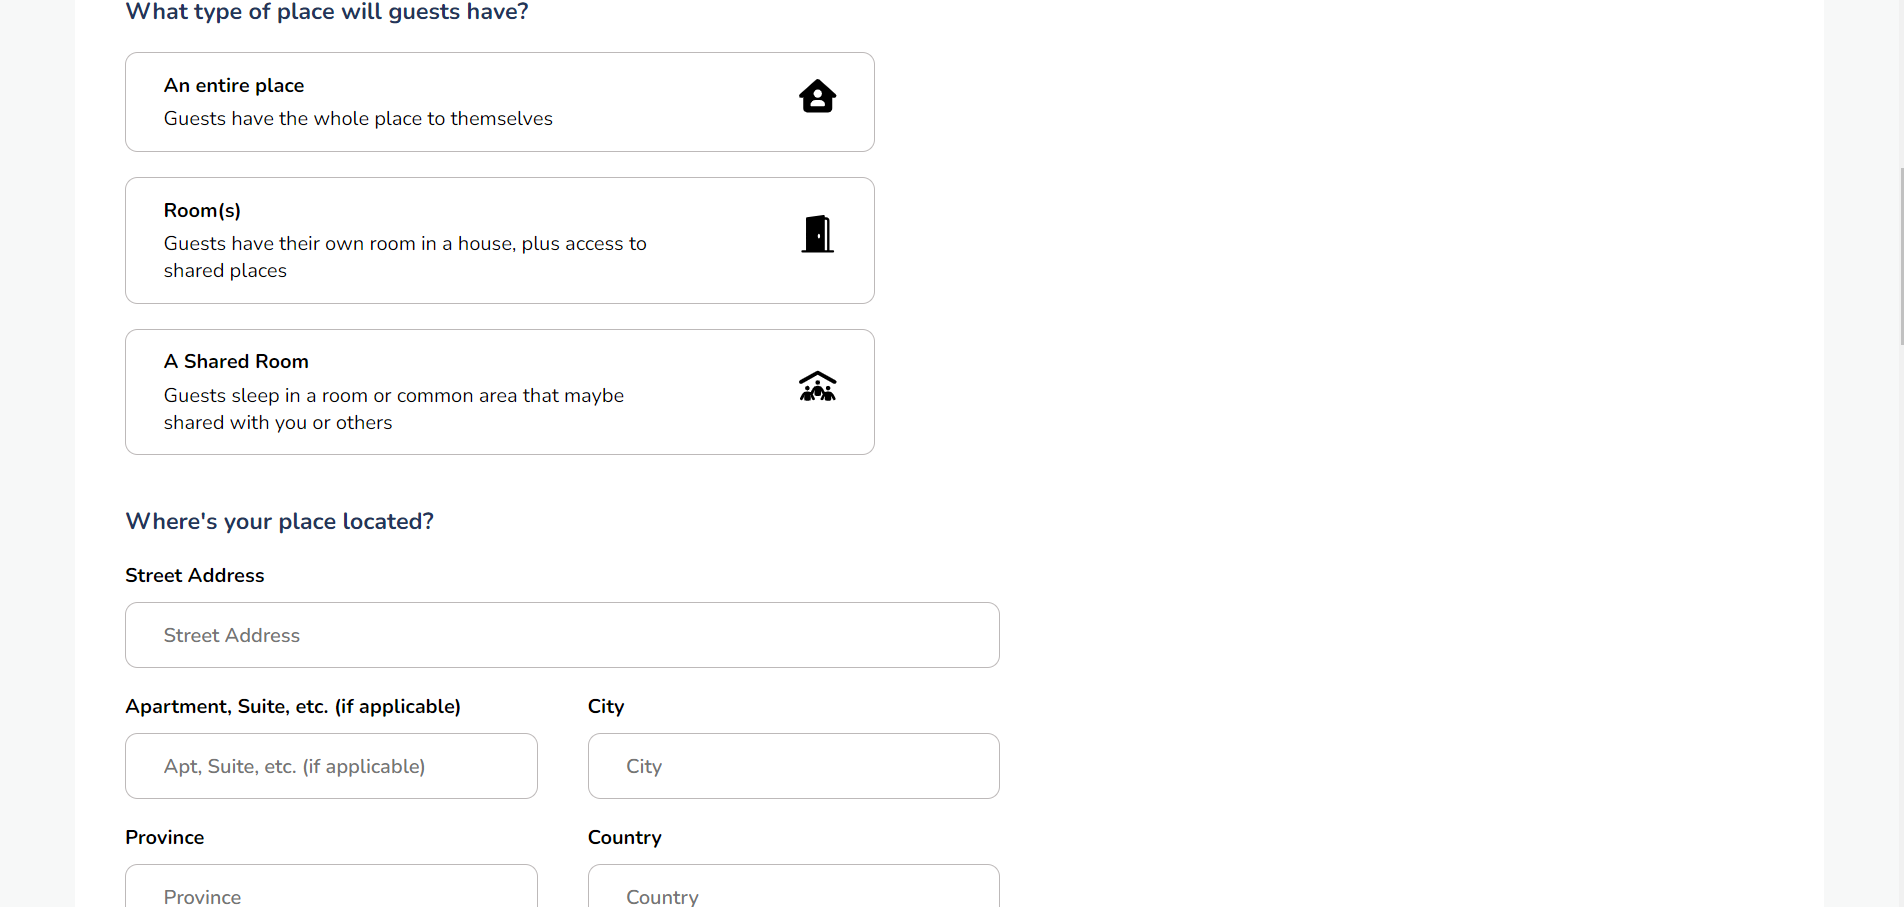 What type of place will guests have?
An entire place
Guests have the whole place to themselves
Room(s)
Guests have their own room in a house, plus access to
shared places
A Shared Room
Guests sleep in a room or common area that maybe
shared with you or others
Where's your place located?
Street Address
Street Address
Apartment, Suite, etc. (if applicable)
City
Apt, Suite, etc. (if applicable)
City
Province
Country
Province
Country